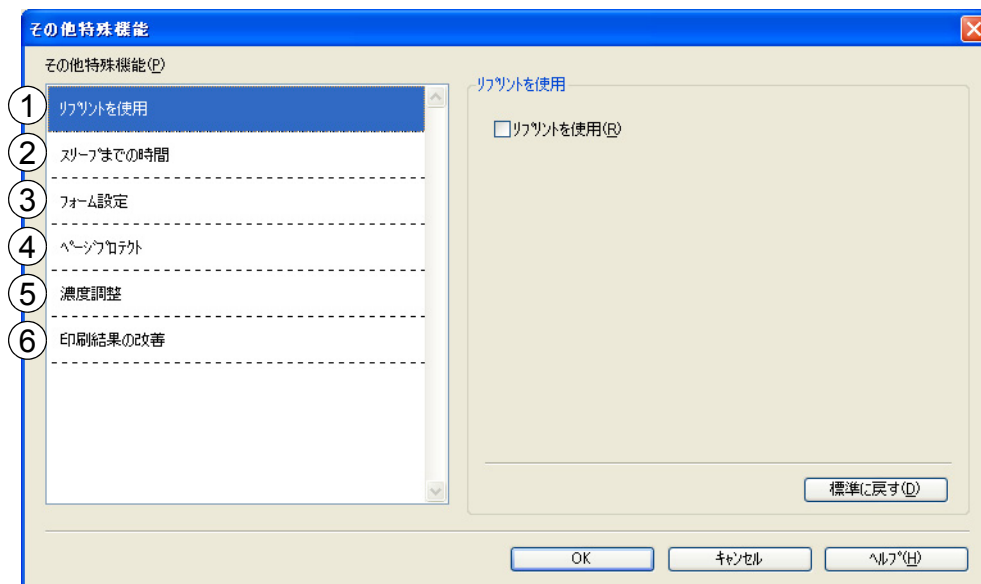 その他特殊機能
その他特殊機能(P)
① リプリントを使用
② スリープまでの時間
③ フォーム設定
④ ページプロテクト
⑤ 濃度調整
⑥ 印刷結果の改善
リプリントを使用
リプリントを使用(R)
標準に戻す(D)
OK キャンセル ヘルプ(H)